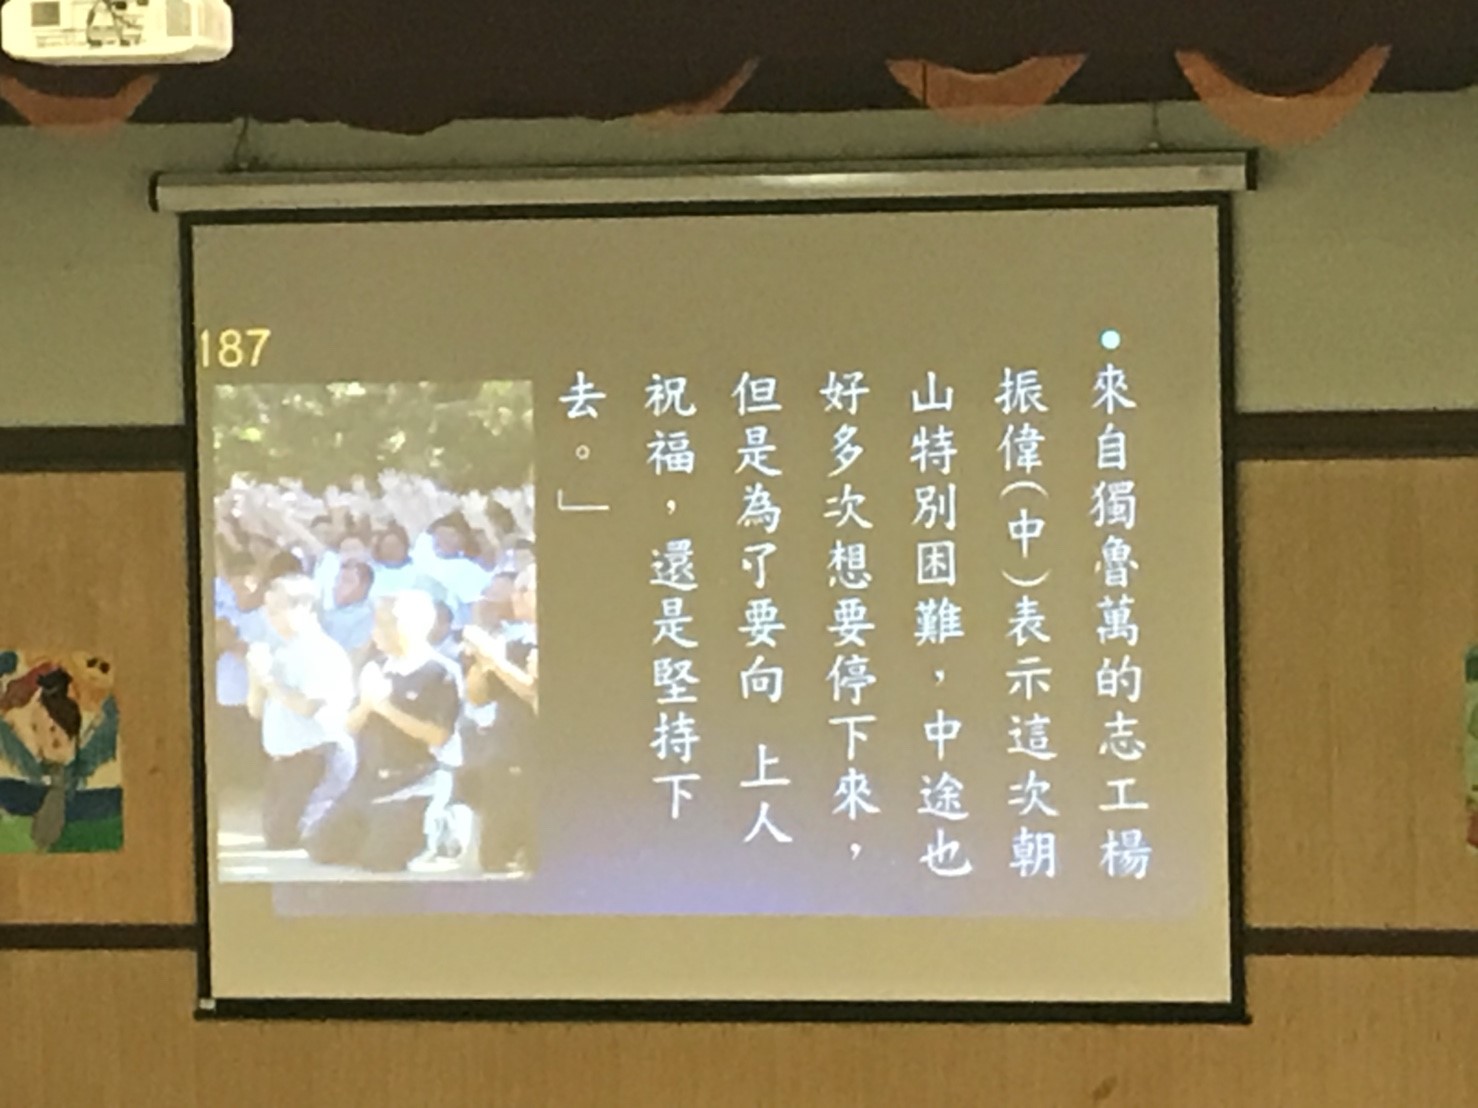 187
•來自獨魯萬的志工楊
振偉(中)表示這次朝
山特別困難,中途也
好多次想要停下來,
但是為了要向 上人
祝福,還是堅持下
去。」